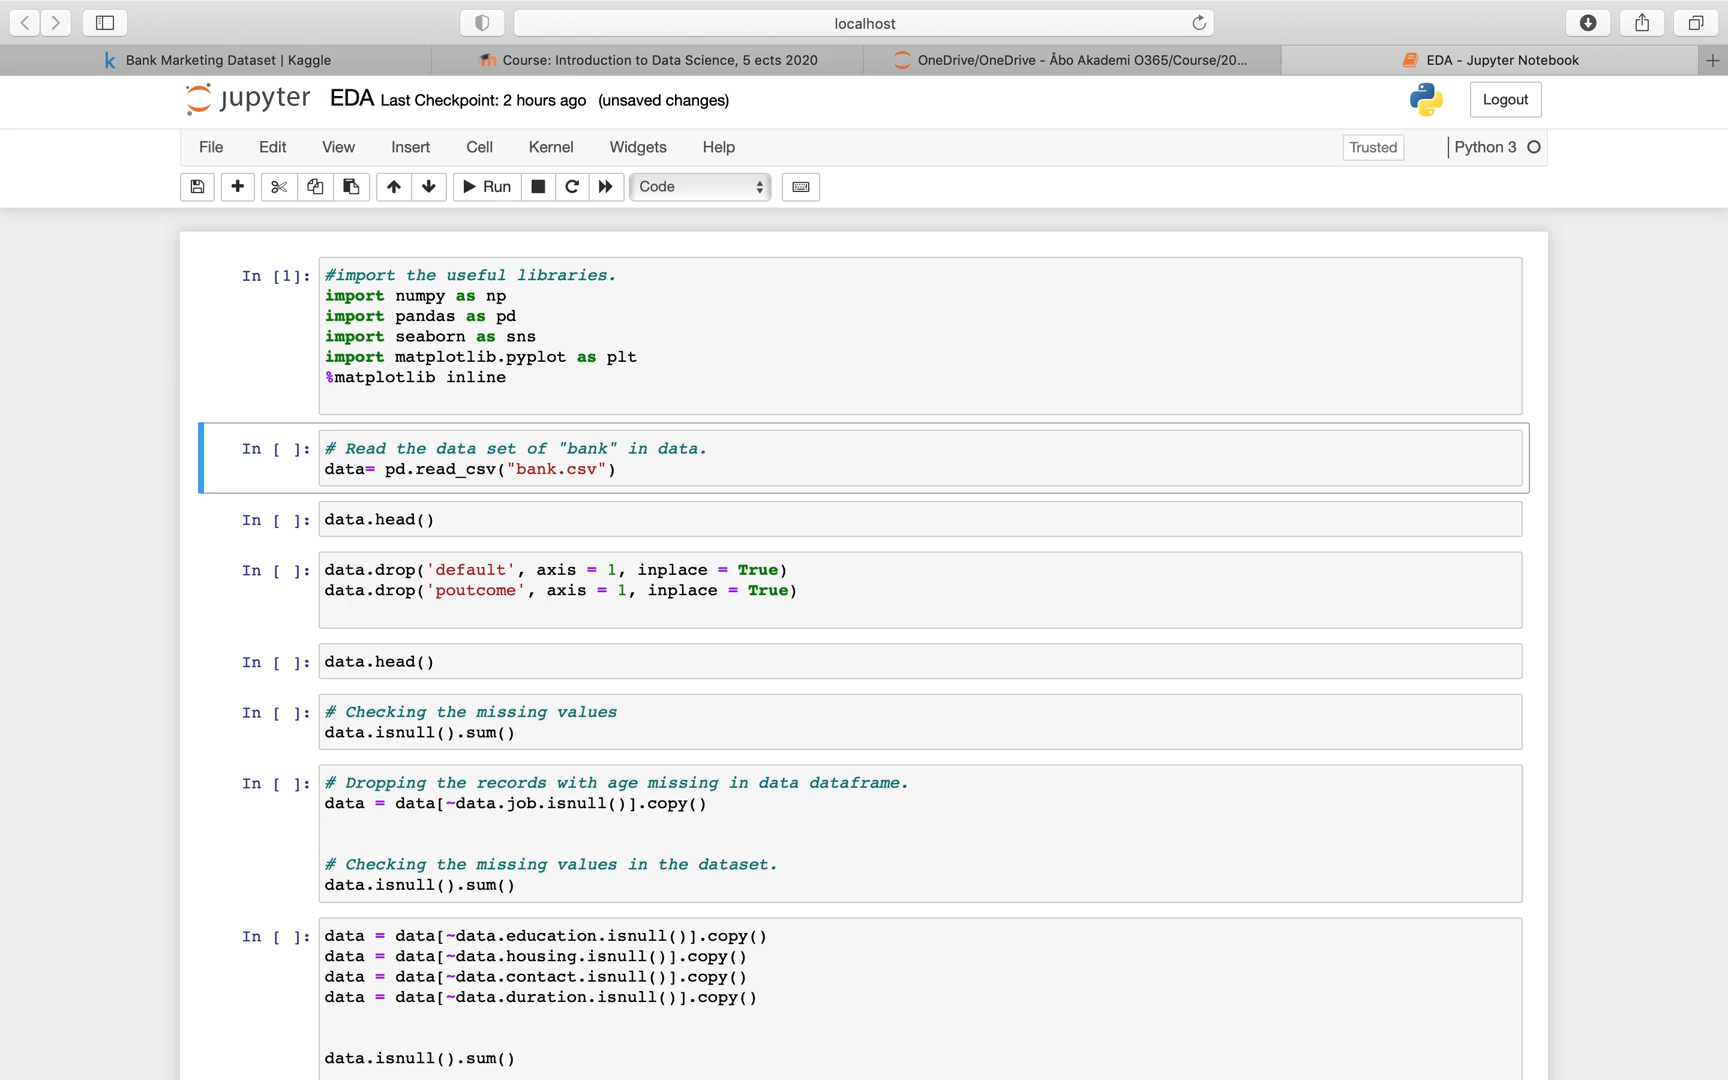 localhost
Bank Marketing Dataset | Kaggle
Course: Introduction to Data Science, 5 ects 2020
OneDrive/OneDrive - Åbo Akademi O365/Course/20...
EDA - Jupyter Notebook
jupyter EDA Last Checkpoint: 2 hours ago (unsaved changes)
Logout
File Edit View Insert Cell Kernel Widgets Help
Trusted
Python 3
Run
Code
In [1]: #import the useful libraries.
import numpy as np
import pandas as pd
import seaborn as sns
import matplotlib.pyplot as plt
%matplotlib inline
In [ ]: # Read the data set of "bank" in data.
data= pd.read_csv("bank.csv")
In [ ]: data.head()
In [ ]: data.drop('default', axis = 1, inplace = True)
data.drop('poutcome', axis = 1, inplace = True)
In [ ]: data.head()
In [ ]: # Checking the missing values
data.isnull().sum()
In [ ]: # Dropping the records with age missing in data dataframe.
data = data[~data.job.isnull()].copy()
# Checking the missing values in the dataset.
data.isnull().sum()
In [ ]: data = data[~data.education.isnull()].copy()
data = data[~data.housing.isnull()].copy()
data = data[~data.contact.isnull()].copy()
data = data[~data.duration.isnull()].copy()
data.isnull().sum()